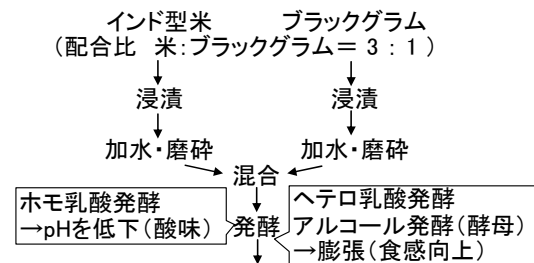 インド型米　ブラックグラム
（配合比　米：ブラックグラム＝３：１）
浸漬　浸漬
加水・磨砕　加水・磨砕
混合
ホモ乳酸発酵
→pHを低下（酸味）
発酵
ヘテロ乳酸発酵
アルコール発酵（酵母）
→膨張（食感向上）